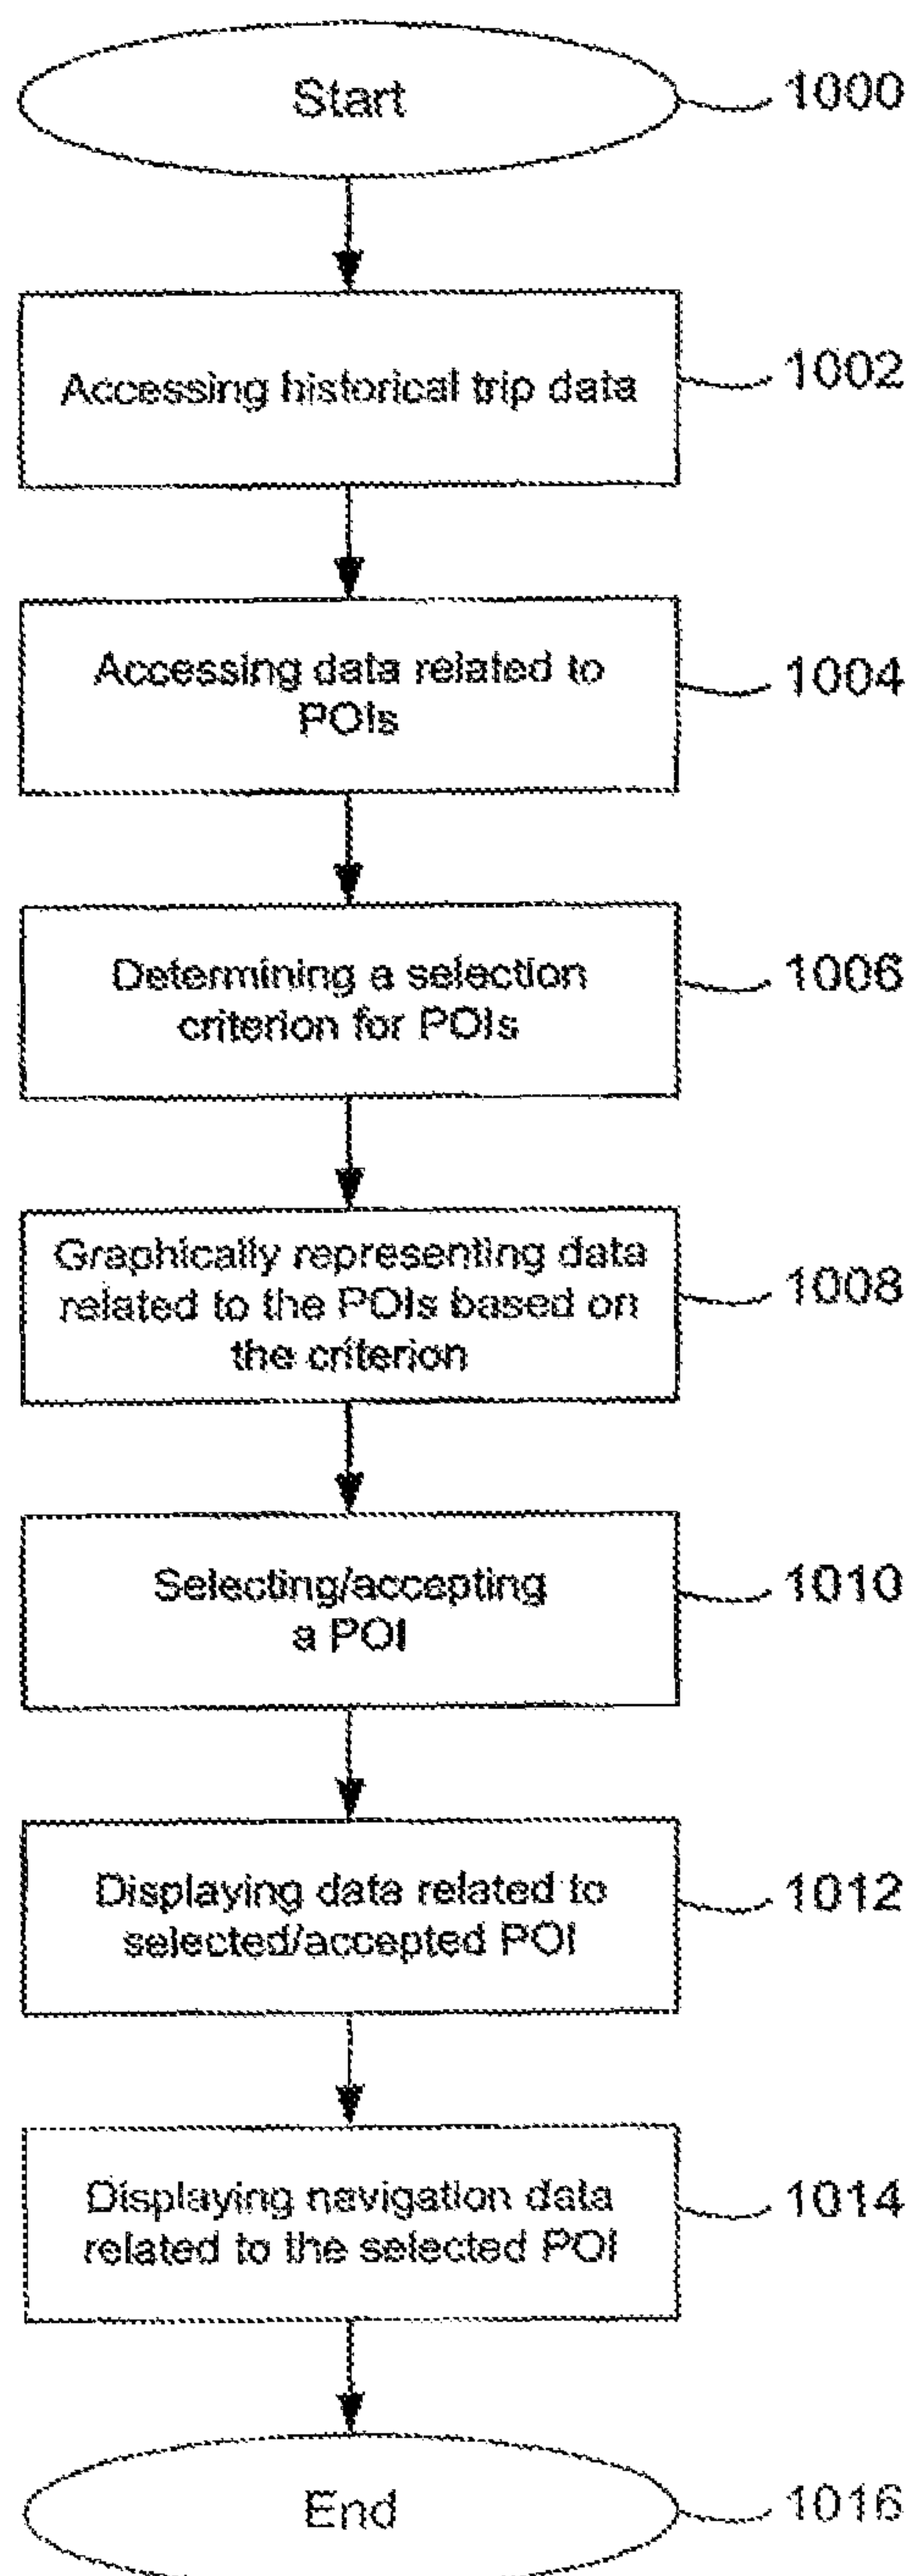 Start
1000
Accessing historical trip data
1002
Accessing data related to
POIs
1004
Determining a selection
criterion for POIs
1006
Graphically representing data
related to the POIs based on
the criterion
1008
Selecting/accepting
a POI
1010
Displaying data related to
selected/accepted POI
1012
Displaying navigation data
related to the selected POI
1014
End
1016